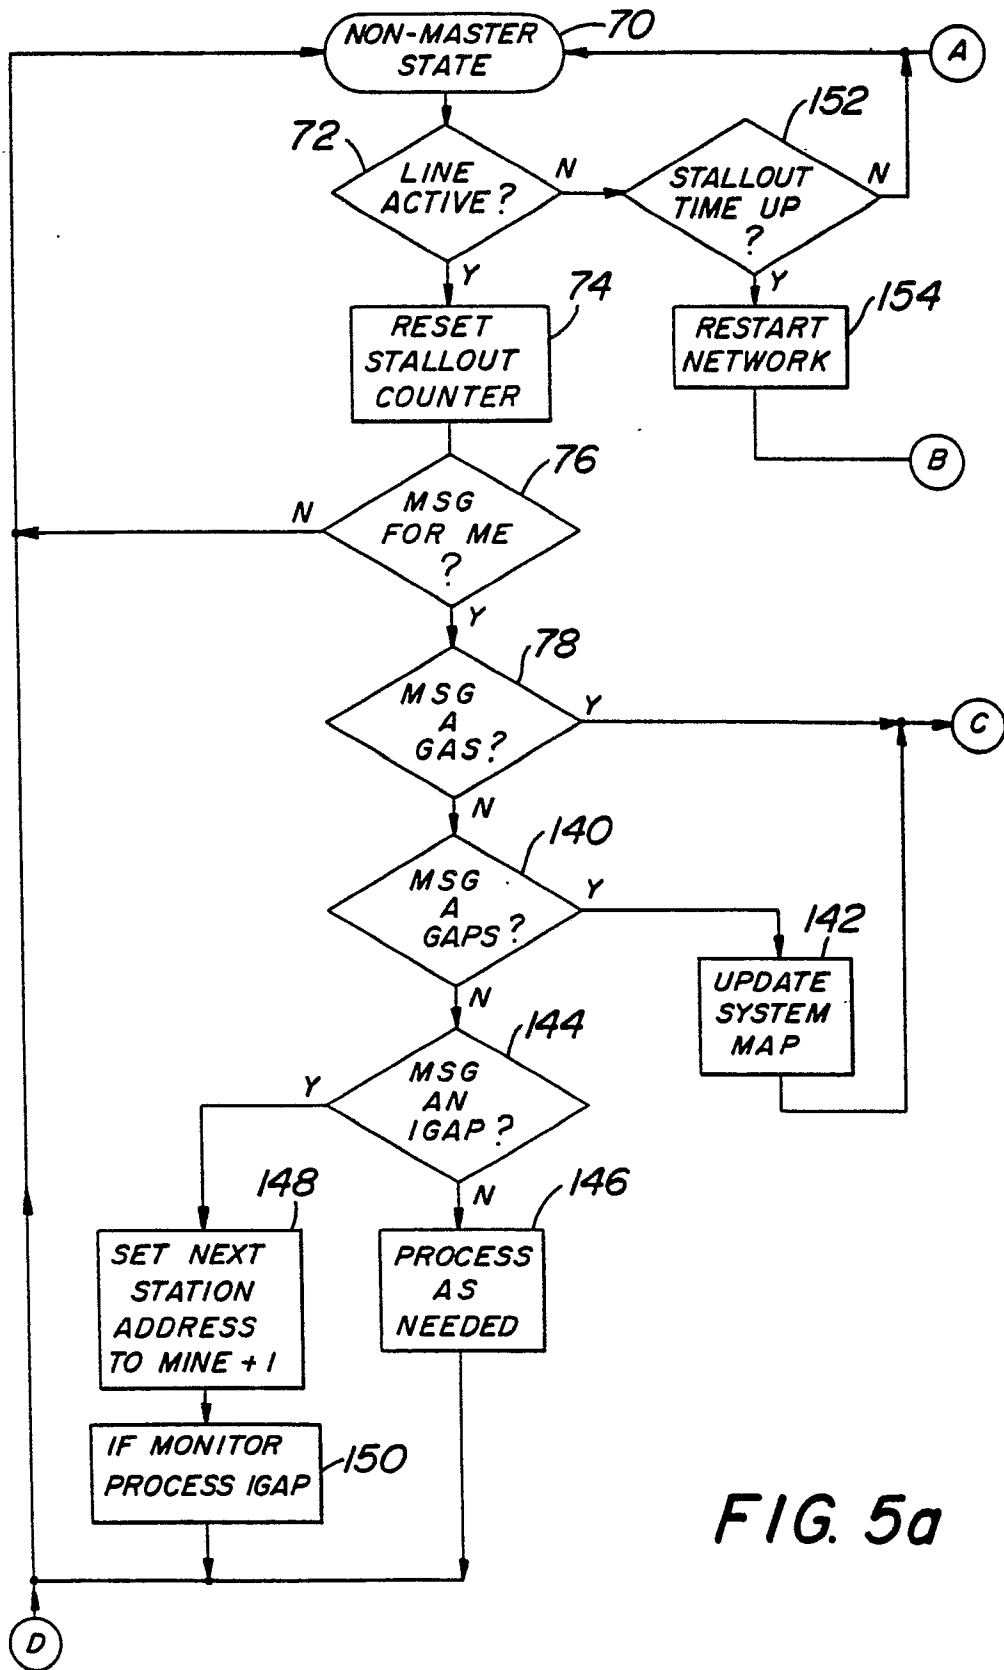 NON-MASTER
STATE
70
A
72
LINE
ACTIVE?
N
152
STALLOUT
TIME UP
?
N
Y
Y
RESET
STALLOUT
COUNTER
74
RESTART
NETWORK
154
B
76
MSG
FOR ME
?
N
Y
78
MSG
A
GAS?
Y
C
N
140
MSG
A
GAPS?
Y
142
UPDATE
SYSTEM
MAP
N
144
MSG
AN
IGAP?
Y
N
148
SET NEXT
STATION
ADDRESS
TO MINE + 1
146
PROCESS
AS
NEEDED
IF MONITOR
PROCESS IGAP
150
D
FIG. 5a